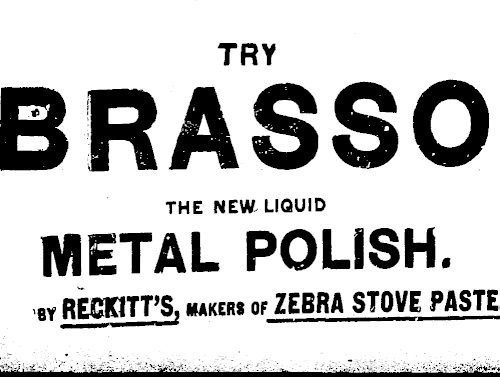 TRY
BRASSO
THE NEW LIQUID
METAL POLISH.
BY RECKITT'S, MAKERS OF ZEBRA STOVE PASTE